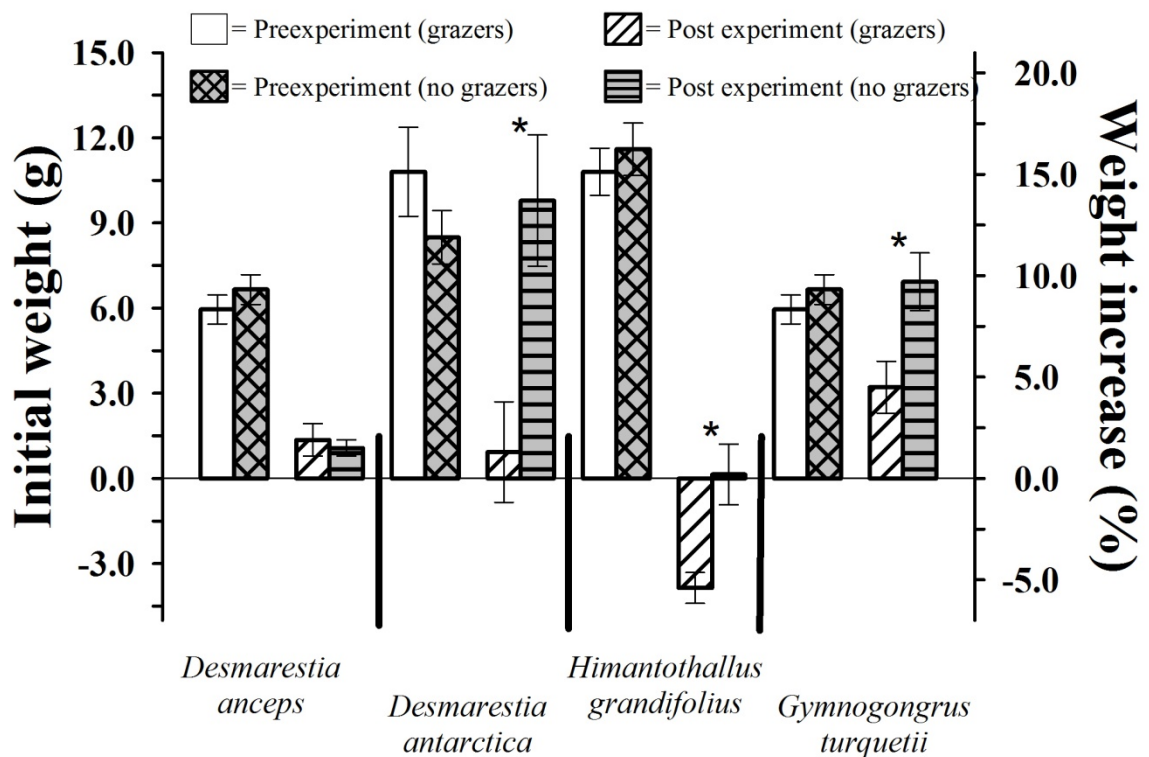 = Preexperiment (grazers)
= Post experiment (grazers)
= Preexperiment (no grazers)
= Post experiment (no grazers)
Initial weight (g)
15.0
12.0
9.0
6.0
3.0
0.0
-3.0
*
*
*
20.0
15.0
10.0
5.0
0.0
-5.0
Weight increase (%)
Desmarestia
anceps
Desmarestia
antarctica
Himantothallus
grandifolius
Gymnogongrus
turquetii